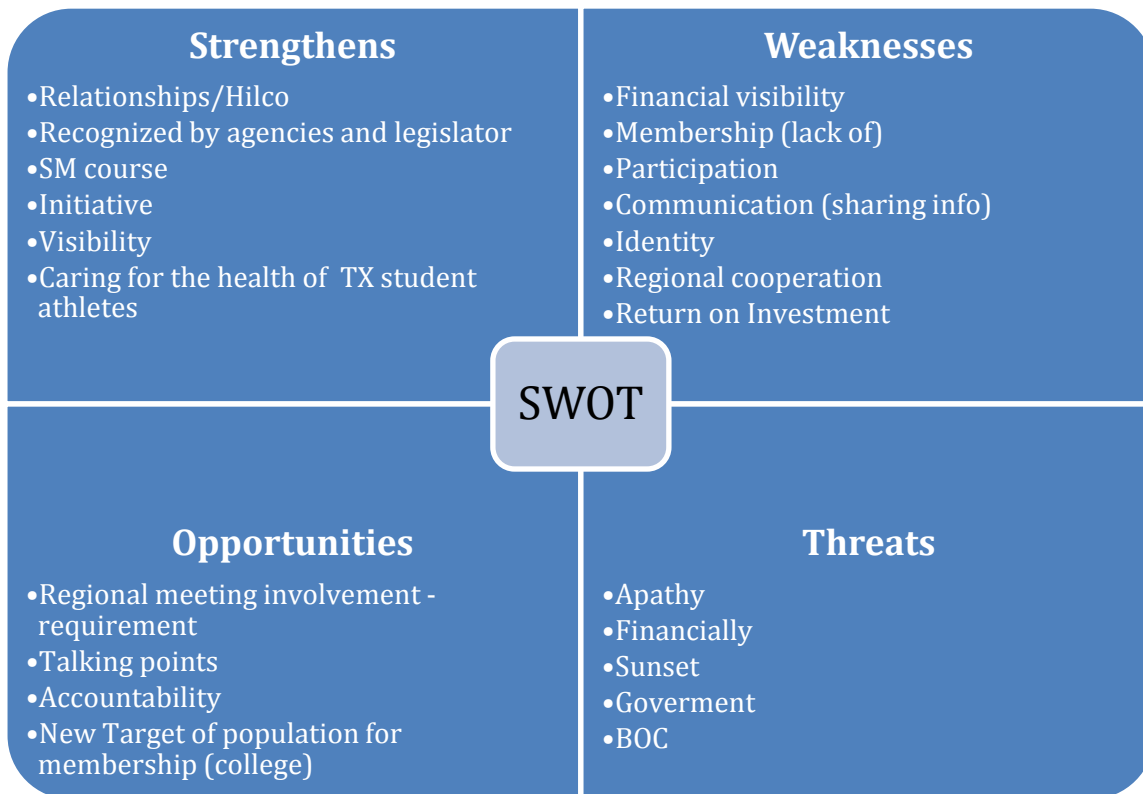 Strengthens
•Relationships/Hilco
•Recognized by agencies and legislator
•SM course
•Initiative
•Visibility
•Caring for the health of  TX student
athletes
Weaknesses
•Financial visibility
•Membership (lack of)
•Participation
•Communication (sharing info)
•Identity
•Regional cooperation
•Return on Investment
SWOT
Opportunities
•Regional meeting involvement -
requirement
•Talking points
•Accountability
•New Target of population for
membership (college)
Threats
•Apathy
•Financially
•Sunset
•Goverment
•BOC